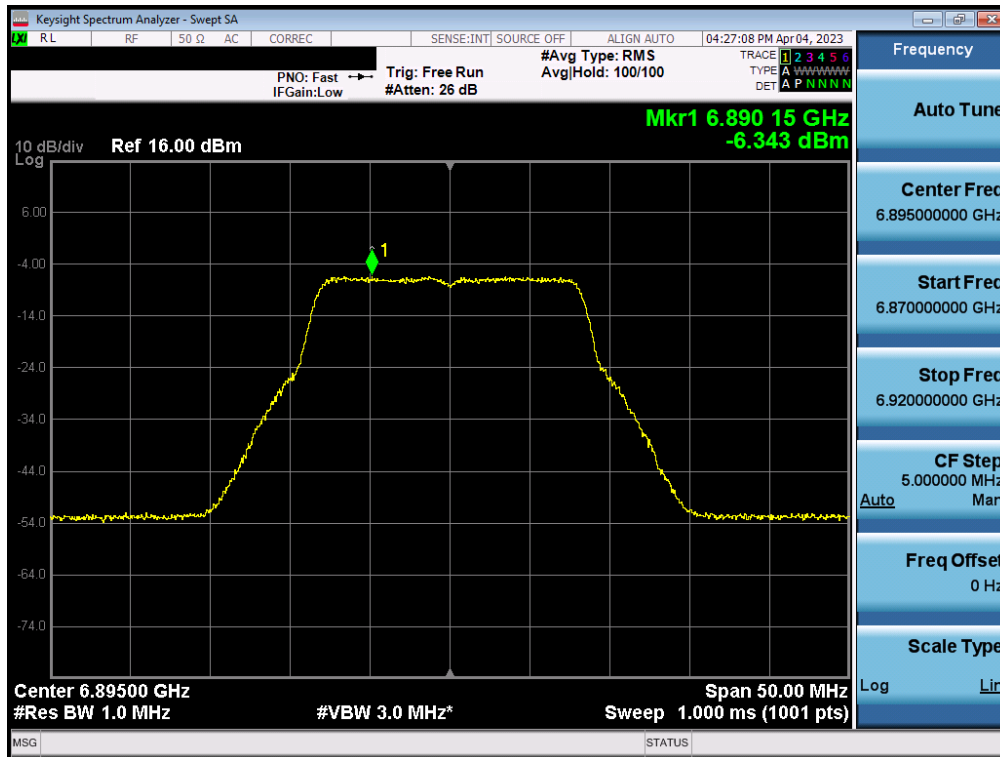 Keysight Spectrum Analyzer - Swept SA
LXI RL RF 50 Ω AC CORREC SENSE:INT SOURCE OFF ALIGN AUTO 04:27:08 PM Apr 04, 2023
PNO: Fast
IFGain:Low
Trig: Free Run
#Atten: 26 dB
#Avg Type: RMS
Avg|Hold: 100/100
TRACE 1 2 3 4 5 6
TYPE A WWWWW
DET A P N N N N
Mkr1 6.890 15 GHz
-6.343 dBm
10 dB/div Ref 16.00 dBm
Log
1
6.00
-4.00
-14.0
-24.0
-34.0
-44.0
-54.0
-64.0
-74.0
Center 6.89500 GHz Span 50.00 MHz
#Res BW 1.0 MHz #VBW 3.0 MHz* Sweep 1.000 ms (1001 pts)
MSG STATUS
Frequency
Auto Tune
Center Freq
6.895000000 GHz
Start Freq
6.870000000 GHz
Stop Freq
6.920000000 GHz
CF Step
5.000000 MHz
Auto Man
Freq Offset
0 Hz
Scale Type
Log Lin